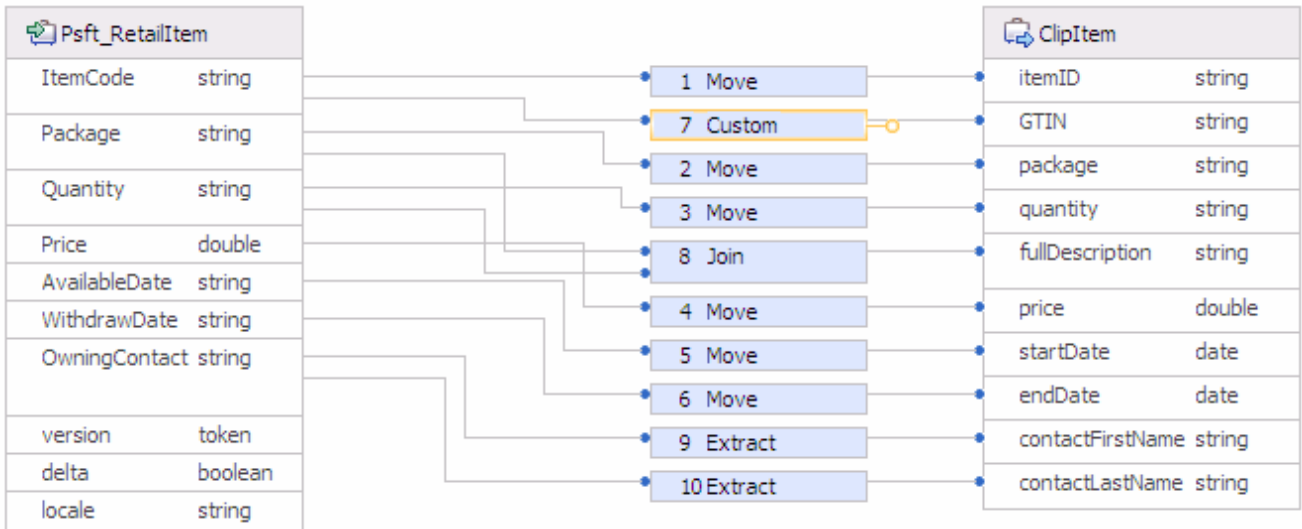 Psft_RetailItem
ItemCode string
Package string
Quantity string
Price double
AvailableDate string
WithdrawDate string
OwningContact string
version token
delta boolean
locale string
1 Move
7 Custom
2 Move
3 Move
8 Join
4 Move
5 Move
6 Move
9 Extract
10 Extract
ClipItem
itemID string
GTIN string
package string
quantity string
fullDescription string
price double
startDate date
endDate date
contactFirstName string
contactLastName string